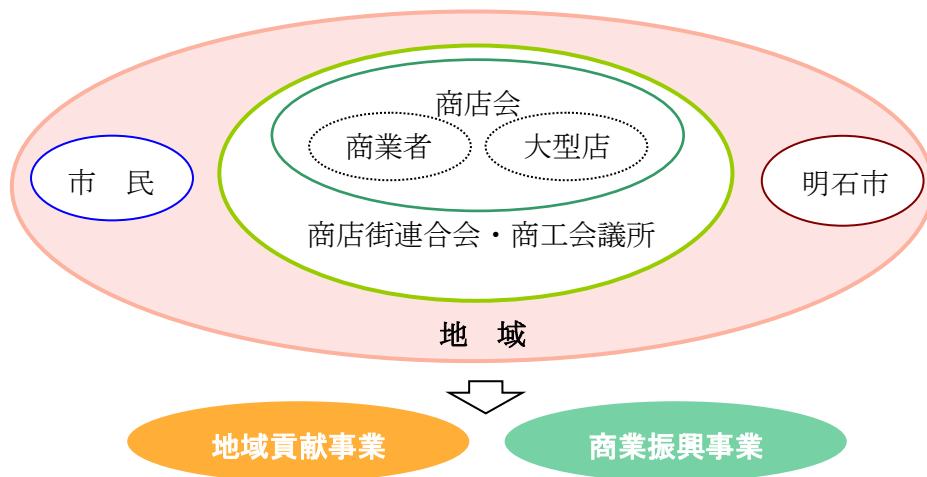 商店会
商業者
大型店
市　民
明石市
商店街連合会・商工会議所
地　域
地域貢献事業
商業振興事業